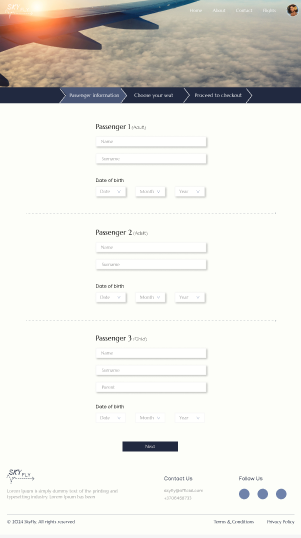 SKY FLY
Home About Contact Flights
Passenger information Choose your seat Proceed to checkout
Passenger 1 (Adult)
Name
Surname
Date of birth
Date Month Year
Passenger 2 (Adult)
Name
Surname
Date of birth
Date Month Year
Passenger 3 (Child)
Name
Surname
Parent
Date of birth
Date Month Year
Next
SKY FLY
Contact Us
Follow Us
Lorem Ipsum is simply dummy text of the printing and
typesetting industry. Lorem Ipsum has been
© 2024 SkyFly. All rights reserved
Terms & Conditions Privacy Policy